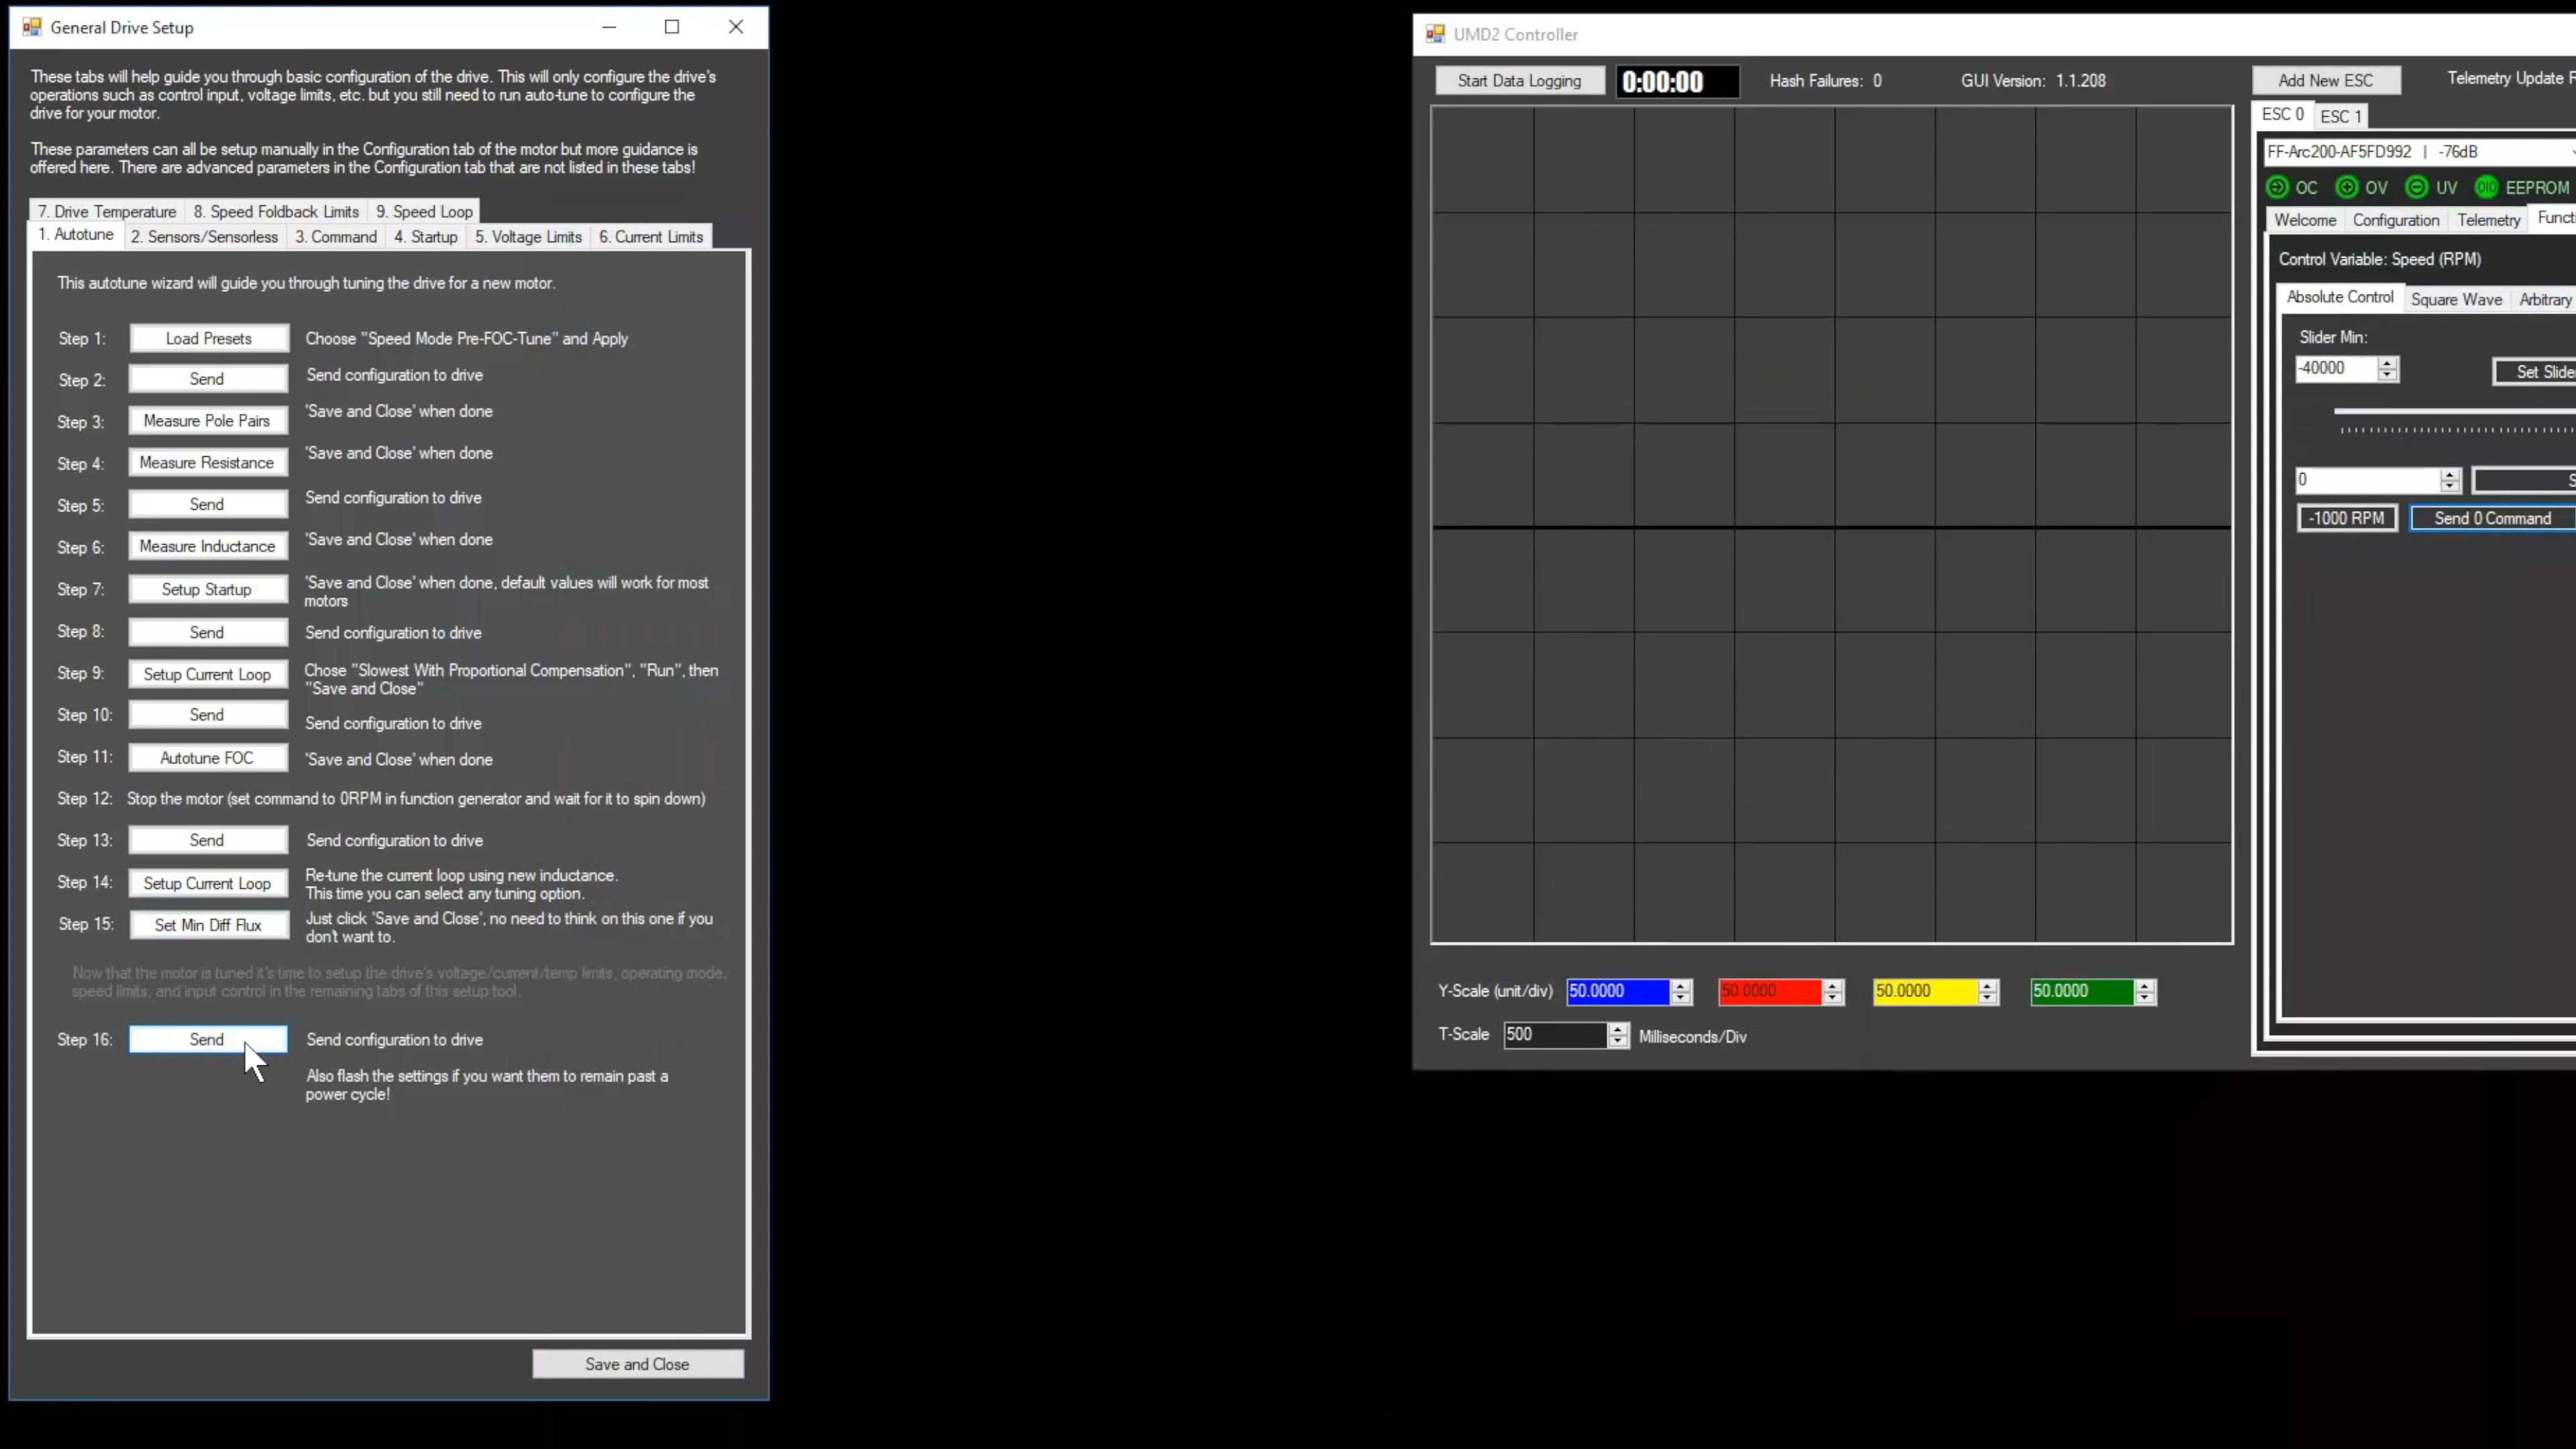 General Drive Setup
These tabs will help guide you through basic configuration of the drive. This will only configure the drive's
operations such as control input, voltage limits, etc. but you still need to run auto-tune to configure the
drive for your motor.
These parameters can all be setup manually in the Configuration tab of the motor but more guidance is
offered here. There are advanced parameters in the Configuration tab that are not listed in these tabs!
7. Drive Temperature 8. Speed Foldback Limits 9. Speed Loop
1. Autotune 2. Sensors/Sensorless 3. Command 4. Startup 5. Voltage Limits 6. Current Limits
This autotune wizard will guide you through tuning the drive for a new motor.
Step 1: Load Presets Choose "Speed Mode Pre-FOC-Tune" and Apply
Step 2: Send Send configuration to drive
Step 3: Measure Pole Pairs 'Save and Close' when done
Step 4: Measure Resistance 'Save and Close' when done
Step 5: Send Send configuration to drive
Step 6: Measure Inductance 'Save and Close' when done
Step 7: Setup Startup 'Save and Close' when done, default values will work for most
motors
Step 8: Send Send configuration to drive
Step 9: Setup Current Loop Chose "Slowest With Proportional Compensation", "Run", then
"Save and Close"
Step 10: Send Send configuration to drive
Step 11: Autotune FOC 'Save and Close' when done
Step 12: Stop the motor (set command to 0RPM in function generator and wait for it to spin down)
Step 13: Send Send configuration to drive
Step 14: Setup Current Loop Re-tune the current loop using new inductance.
This time you can select any tuning option.
Step 15: Set Min Diff Flux Just click 'Save and Close', no need to think on this one if you
don't want to.
Now that the motor is tuned it's time to setup the drive's voltage/current/temp limits, operating mode,
speed limits, and input control in the remaining tabs of this setup tool.
Step 16: Send Send configuration to drive
Also flash the settings if you want them to remain past a
power cycle!
Save and Close
UMD2 Controller
Start Data Logging 0:00:00 Hash Failures: 0 GUI Version: 1.1.208 Add New ESC Telemetry Update
ESC 0 ESC 1
FF-Arc200-AF5FD992 | -76dB
OC OV UV EEPROM
Welcome Configuration Telemetry Functi
Control Variable: Speed (RPM)
Absolute Control Square Wave Arbitrary
Slider Min:
-40000 Set Slide
0 S
-1000 RPM Send 0 Command
Y-Scale (unit/div) 50.0000 50.0000 50.0000 50.0000
T-Scale 500 Milliseconds/Div